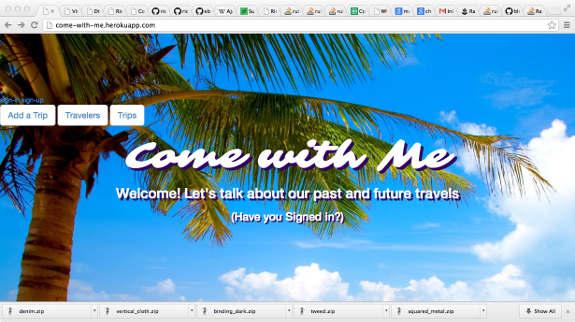 come-with-me.herokuapp.com
sign-in sign-up
Add a Trip Travelers Trips
Come with Me
Welcome! Let's talk about our past and future travels
(Have you Signed in?)
denim.zip vertical_cloth.zip binding_dark.zip tweed.zip squared_metal.zip Show All